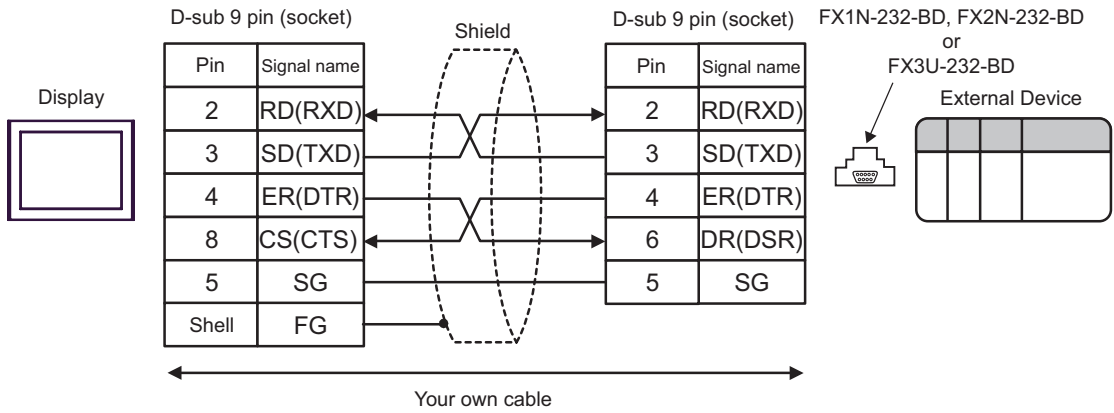 D-sub 9 pin (socket)
Shield
D-sub 9 pin (socket)
FX1N-232-BD, FX2N-232-BD
or
FX3U-232-BD
Display
External Device
Pin Signal name
2 RD(RXD)
3 SD(TXD)
4 ER(DTR)
8 CS(CTS)
5 SG
Shell FG
Pin Signal name
2 RD(RXD)
3 SD(TXD)
4 ER(DTR)
6 DR(DSR)
5 SG
Your own cable